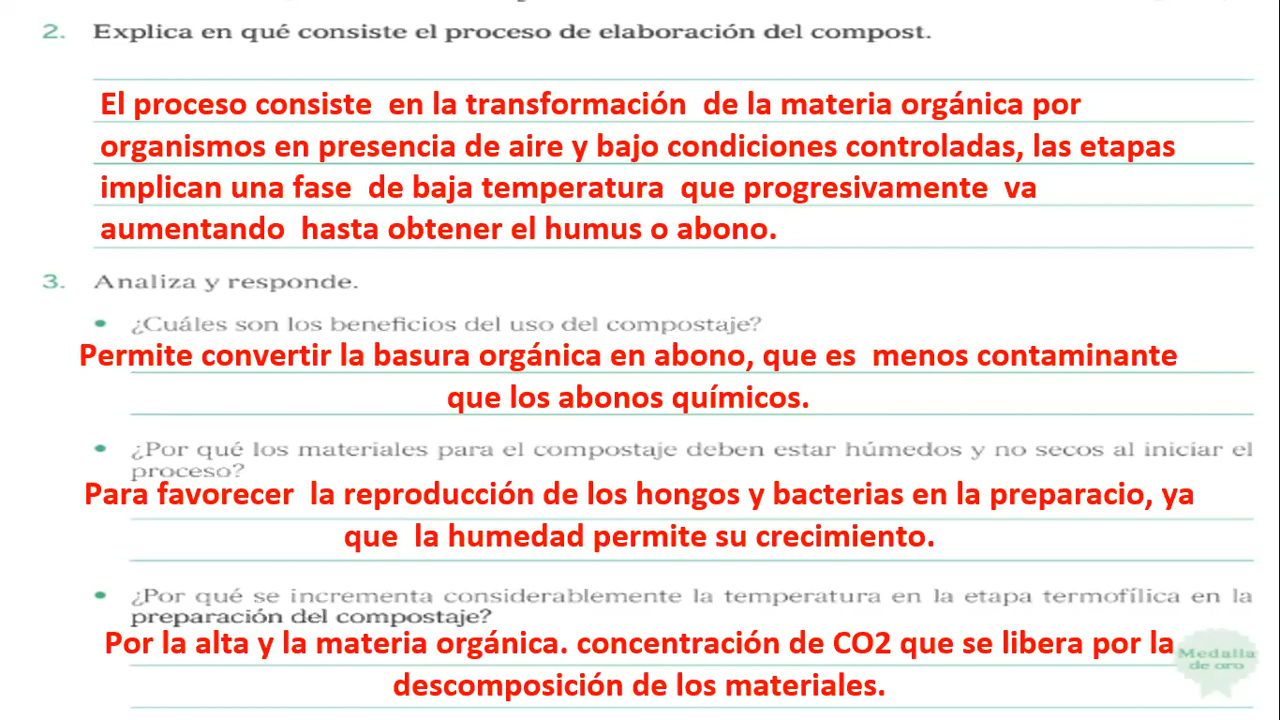 2. Explica en qué consiste el proceso de elaboración del compost.
El proceso consiste en la transformación de la materia orgánica por
organismos en presencia de aire y bajo condiciones controladas, las etapas
implican una fase de baja temperatura que progresivamente va
aumentando hasta obtener el humus o abono.
3. Analiza y responde.
• ¿Cuáles son los beneficios del uso del compostaje?
Permite convertir la basura orgánica en abono, que es menos contaminante
que los abonos químicos.
• ¿Por qué los materiales para el compostaje deben estar húmedos y no secos al iniciar el
proceso?
Para favorecer la reproducción de los hongos y bacterias en la preparacio, ya
que la humedad permite su crecimiento.
• ¿Por qué se incrementa considerablemente la temperatura en la etapa termofílica en la
preparación del compostaje?
Por la alta y la materia orgánica. concentración de CO2 que se libera por la
descomposición de los materiales.
Medalla
de oro